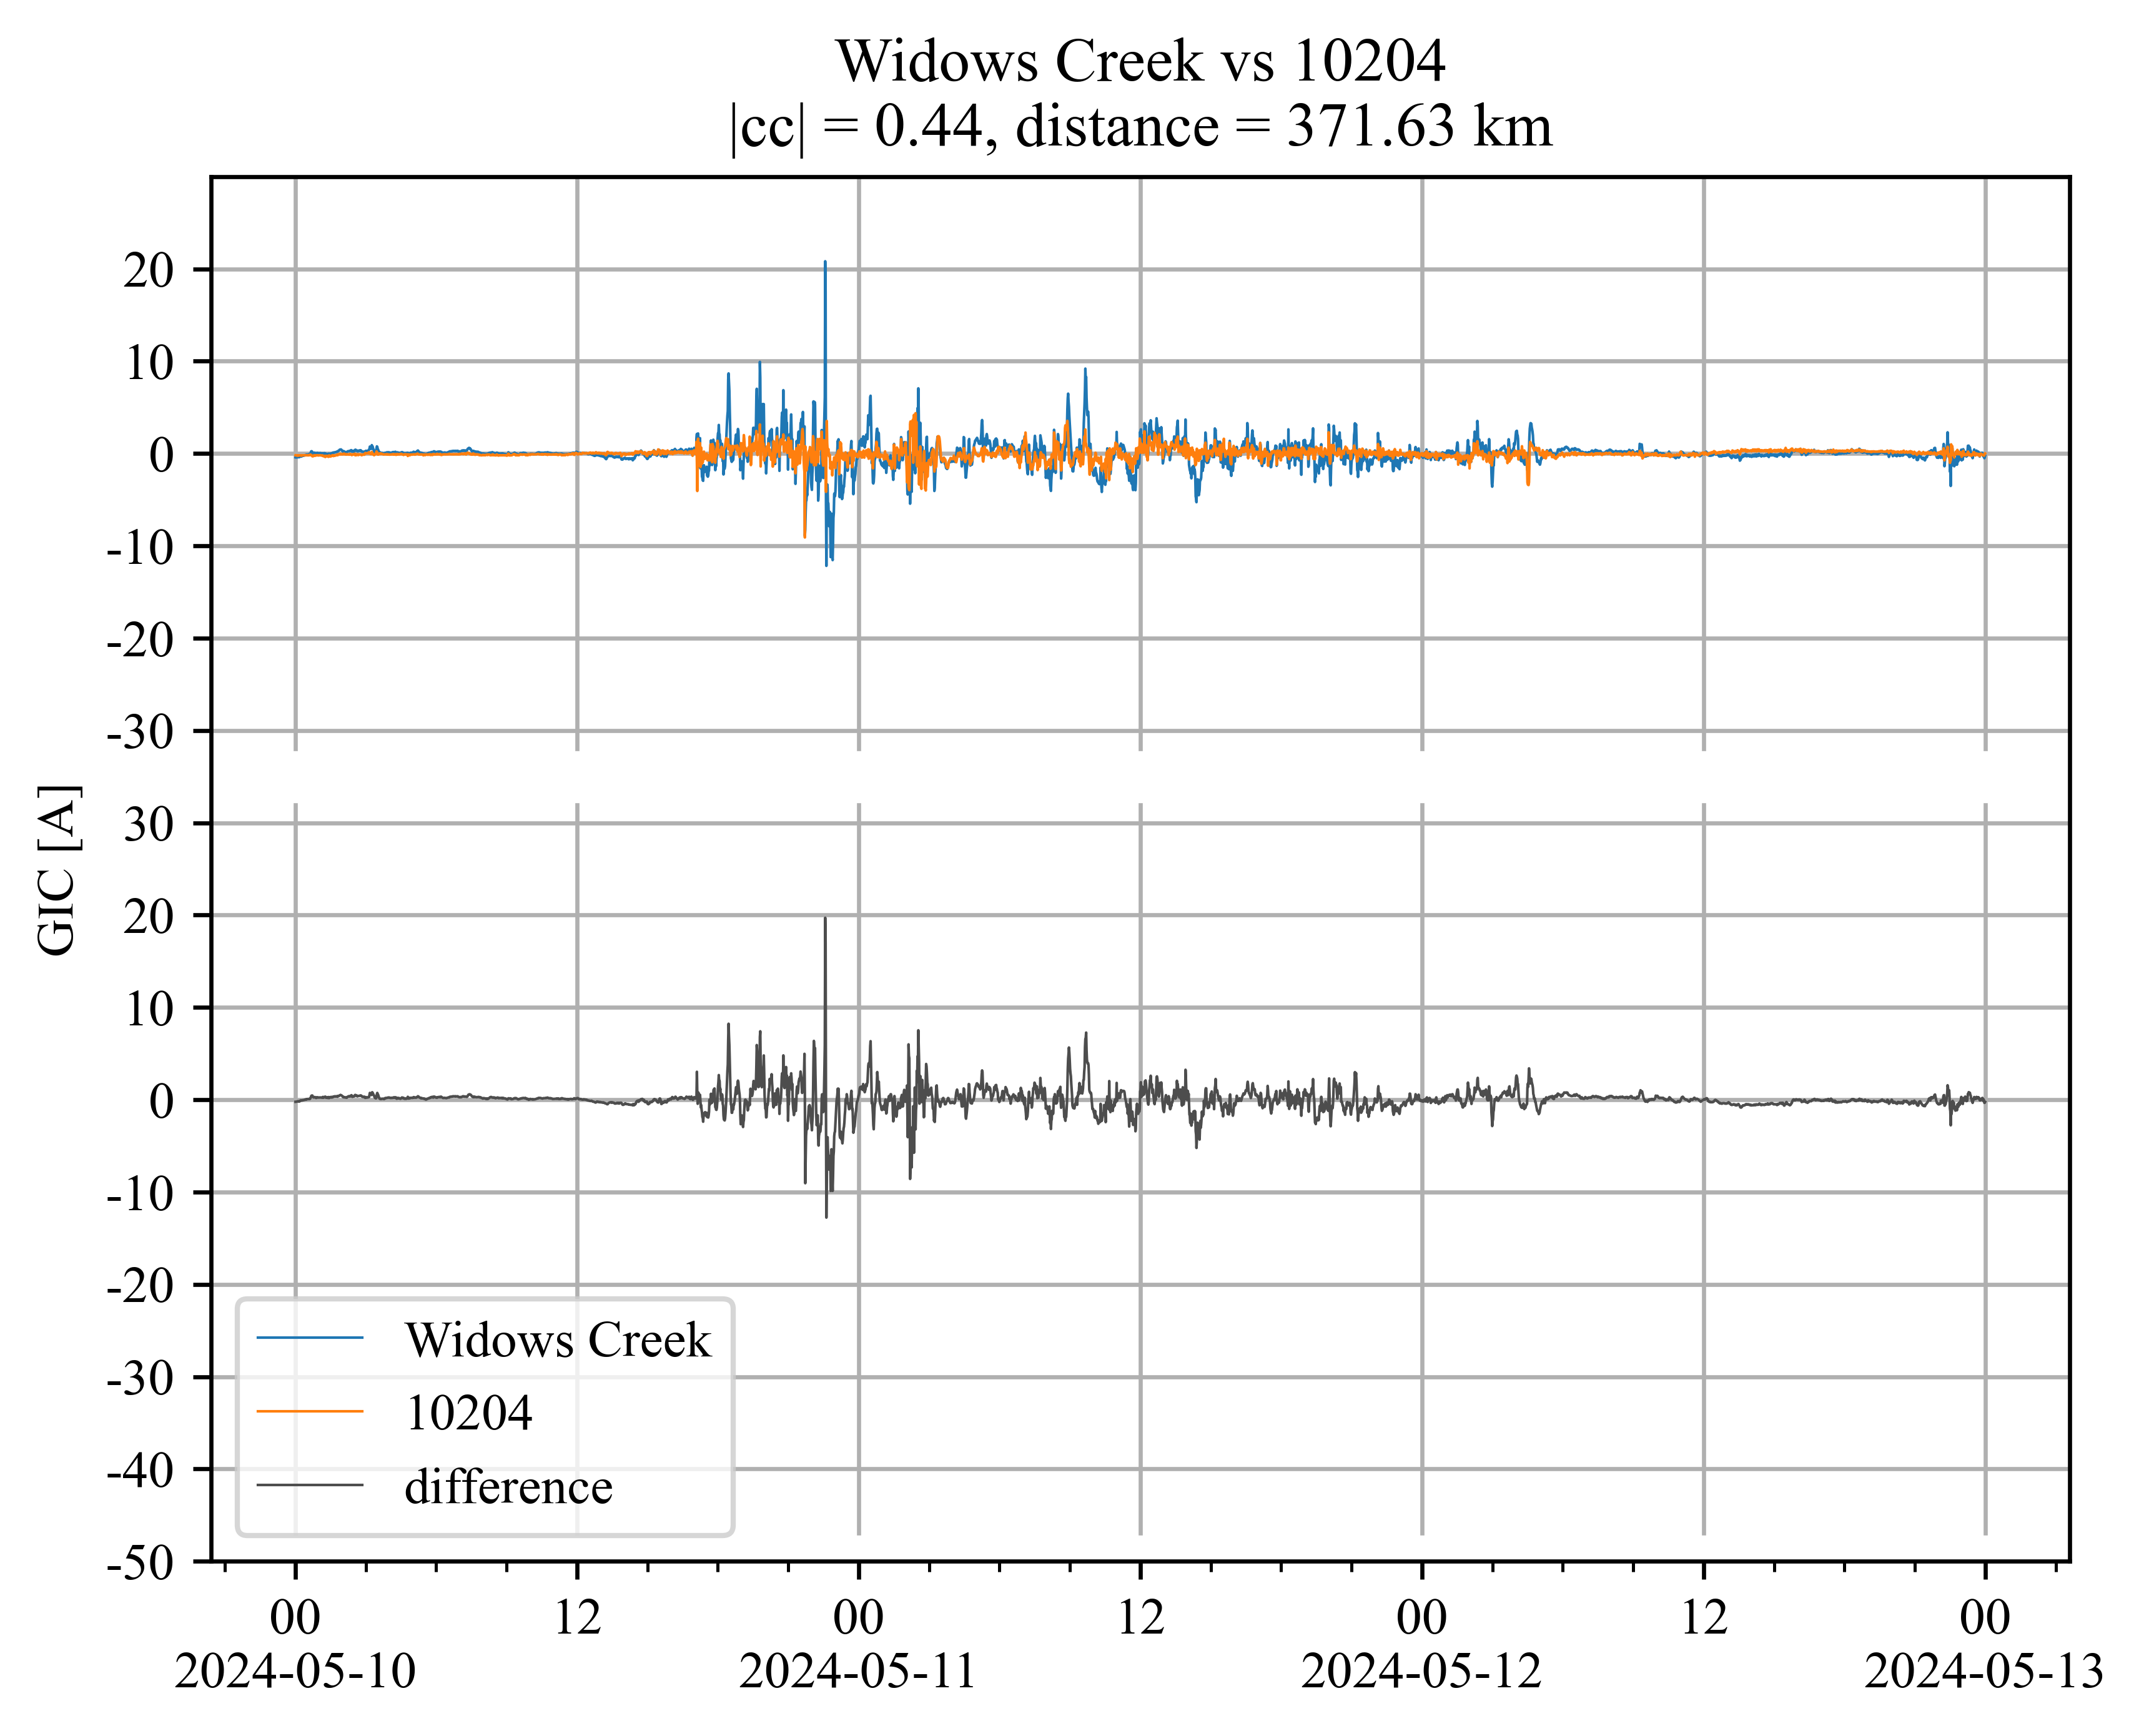 Widows Creek vs 10204
|cc| = 0.44, distance = 371.63 km
20
10
0
-10
-20
-30
30
20
10
0
-10
-20
-30
-40
-50
GIC [A]
Widows Creek
10204
difference
00 12 00 12 00 12 00
2024-05-10 2024-05-11 2024-05-12 2024-05-13